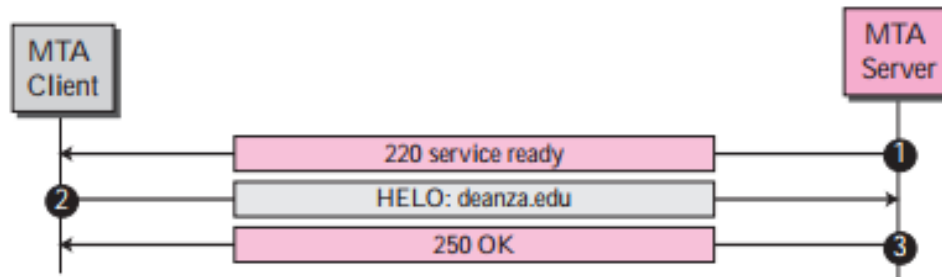 MTA
Client
MTA
Server
220 service ready
1
2
HELO: deanza.edu
250 OK
3